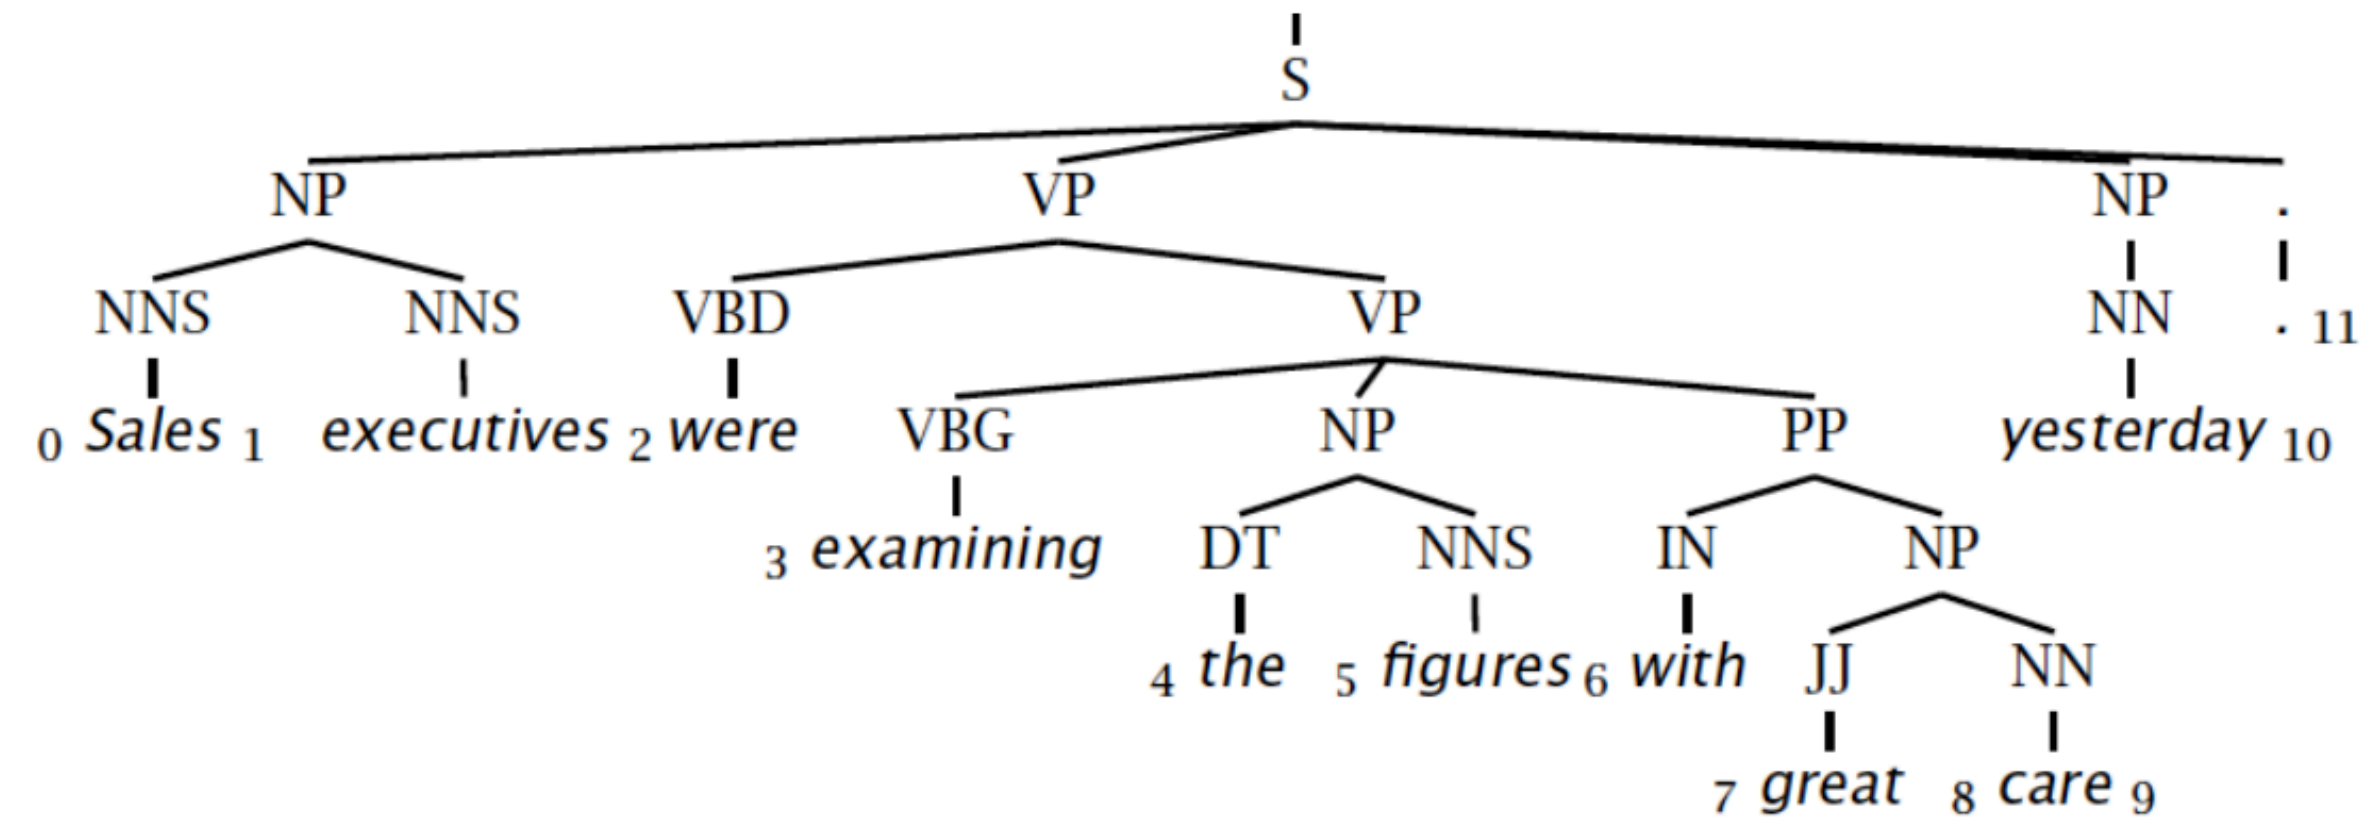 S
NP VP NP .
NNS NNS VBD VP NN . 11
0 Sales 1 executives 2 were VBG NP PP yesterday 10
3 examining DT NNS IN NP
4 the 5 figures 6 with JJ NN
7 great 8 care 9